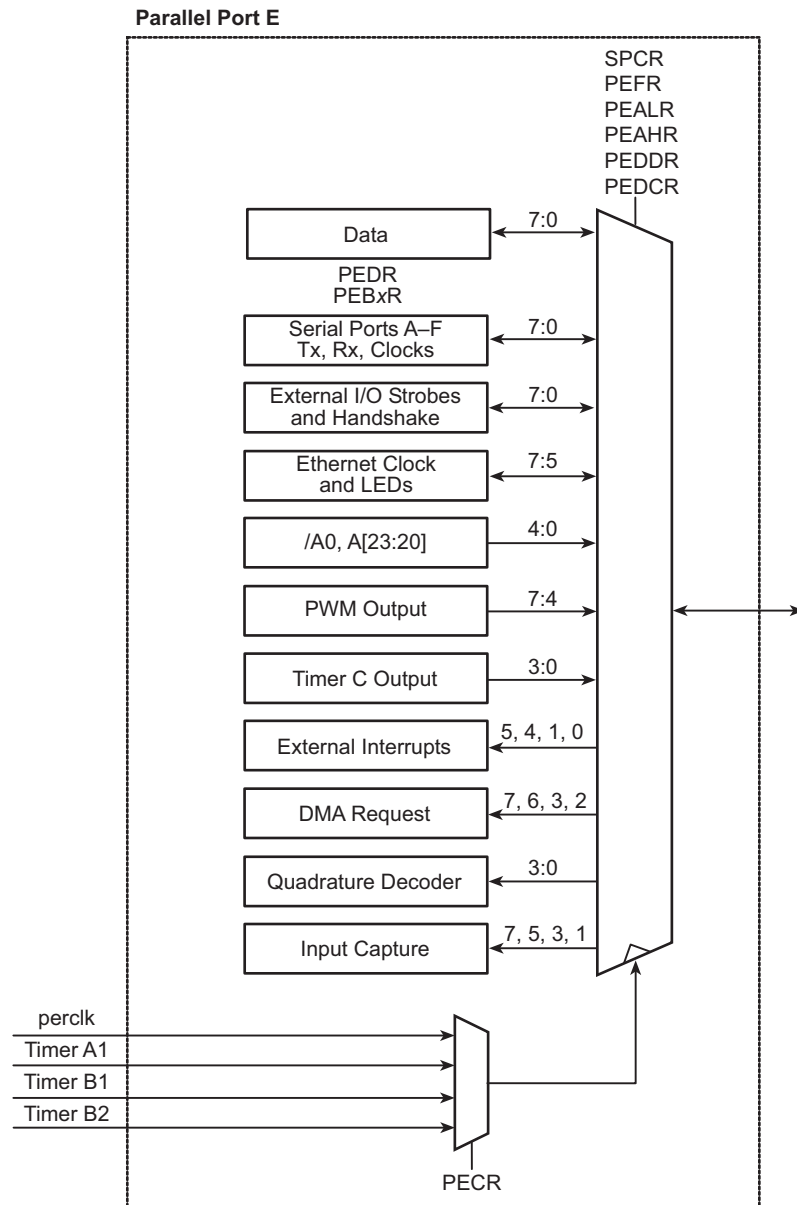 Parallel Port E
SPCR
PEFR
PEALR
PEAHR
PEDDR
PEDCR
Data
7:0
PEDR
PEBxR
Serial Ports A–F
Tx, Rx, Clocks
7:0
External I/O Strobes
and Handshake
7:0
Ethernet Clock
and LEDs
7:5
/A0, A[23:20]
4:0
PWM Output
7:4
Timer C Output
3:0
External Interrupts
5, 4, 1, 0
DMA Request
7, 6, 3, 2
Quadrature Decoder
3:0
Input Capture
7, 5, 3, 1
perclk
Timer A1
Timer B1
Timer B2
PECR